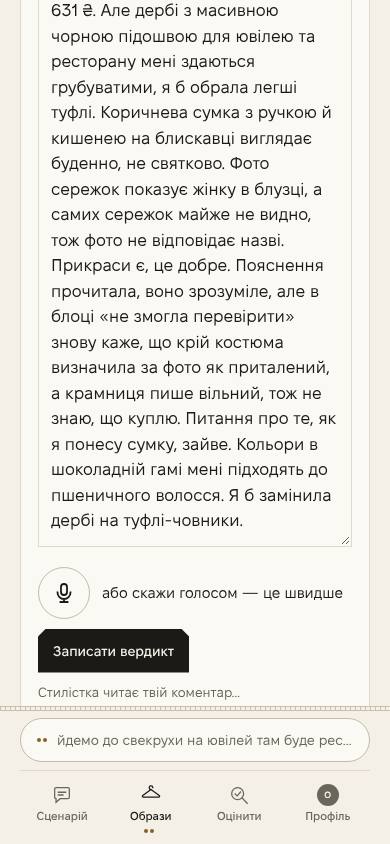 631 ₴. Але дербі з масивною
чорною підошвою для ювілею та
ресторану мені здаються
грубуватими, я б обрала легші
туфлі. Коричнева сумка з ручкою й
кишенею на блискавці виглядає
буденно, не святково. Фото
сережок показує жінку в блузці, а
самих сережок майже не видно,
тож фото не відповідає назві.
Прикраси є, це добре. Пояснення
прочитала, воно зрозуміле, але в
блоці «не змогла перевірити»
знову каже, що крій костюма
визначила за фото як приталений,
а крамниця пише вільний, тож не
знаю, що куплю. Питання про те, як
я понесу сумку, зайве. Кольори в
шоколадній гамі мені підходять до
пшеничного волосся. Я б замінила
дербі на туфлі-човники.
або скажи голосом — це швидше
Записати вердикт
Стилістка читає твій коментар…
йдемо до свекрухи на ювілей там буде рес…
Сценарій
Образи
Оцінити
О
Профіль